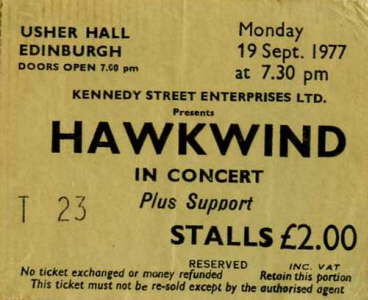 USHER HALL Monday
EDINBURGH 19 Sept. 1977
DOORS OPEN 7.00 pm at 7.30 pm
KENNEDY STREET ENTERPRISES LTD.
Presents
HAWKWIND
IN CONCERT
T 23 Plus Support
STALLS £2.00
RESERVED INC. VAT
No ticket exchanged or money refunded Retain this portion
This ticket must not be re-sold except by the authorised agent